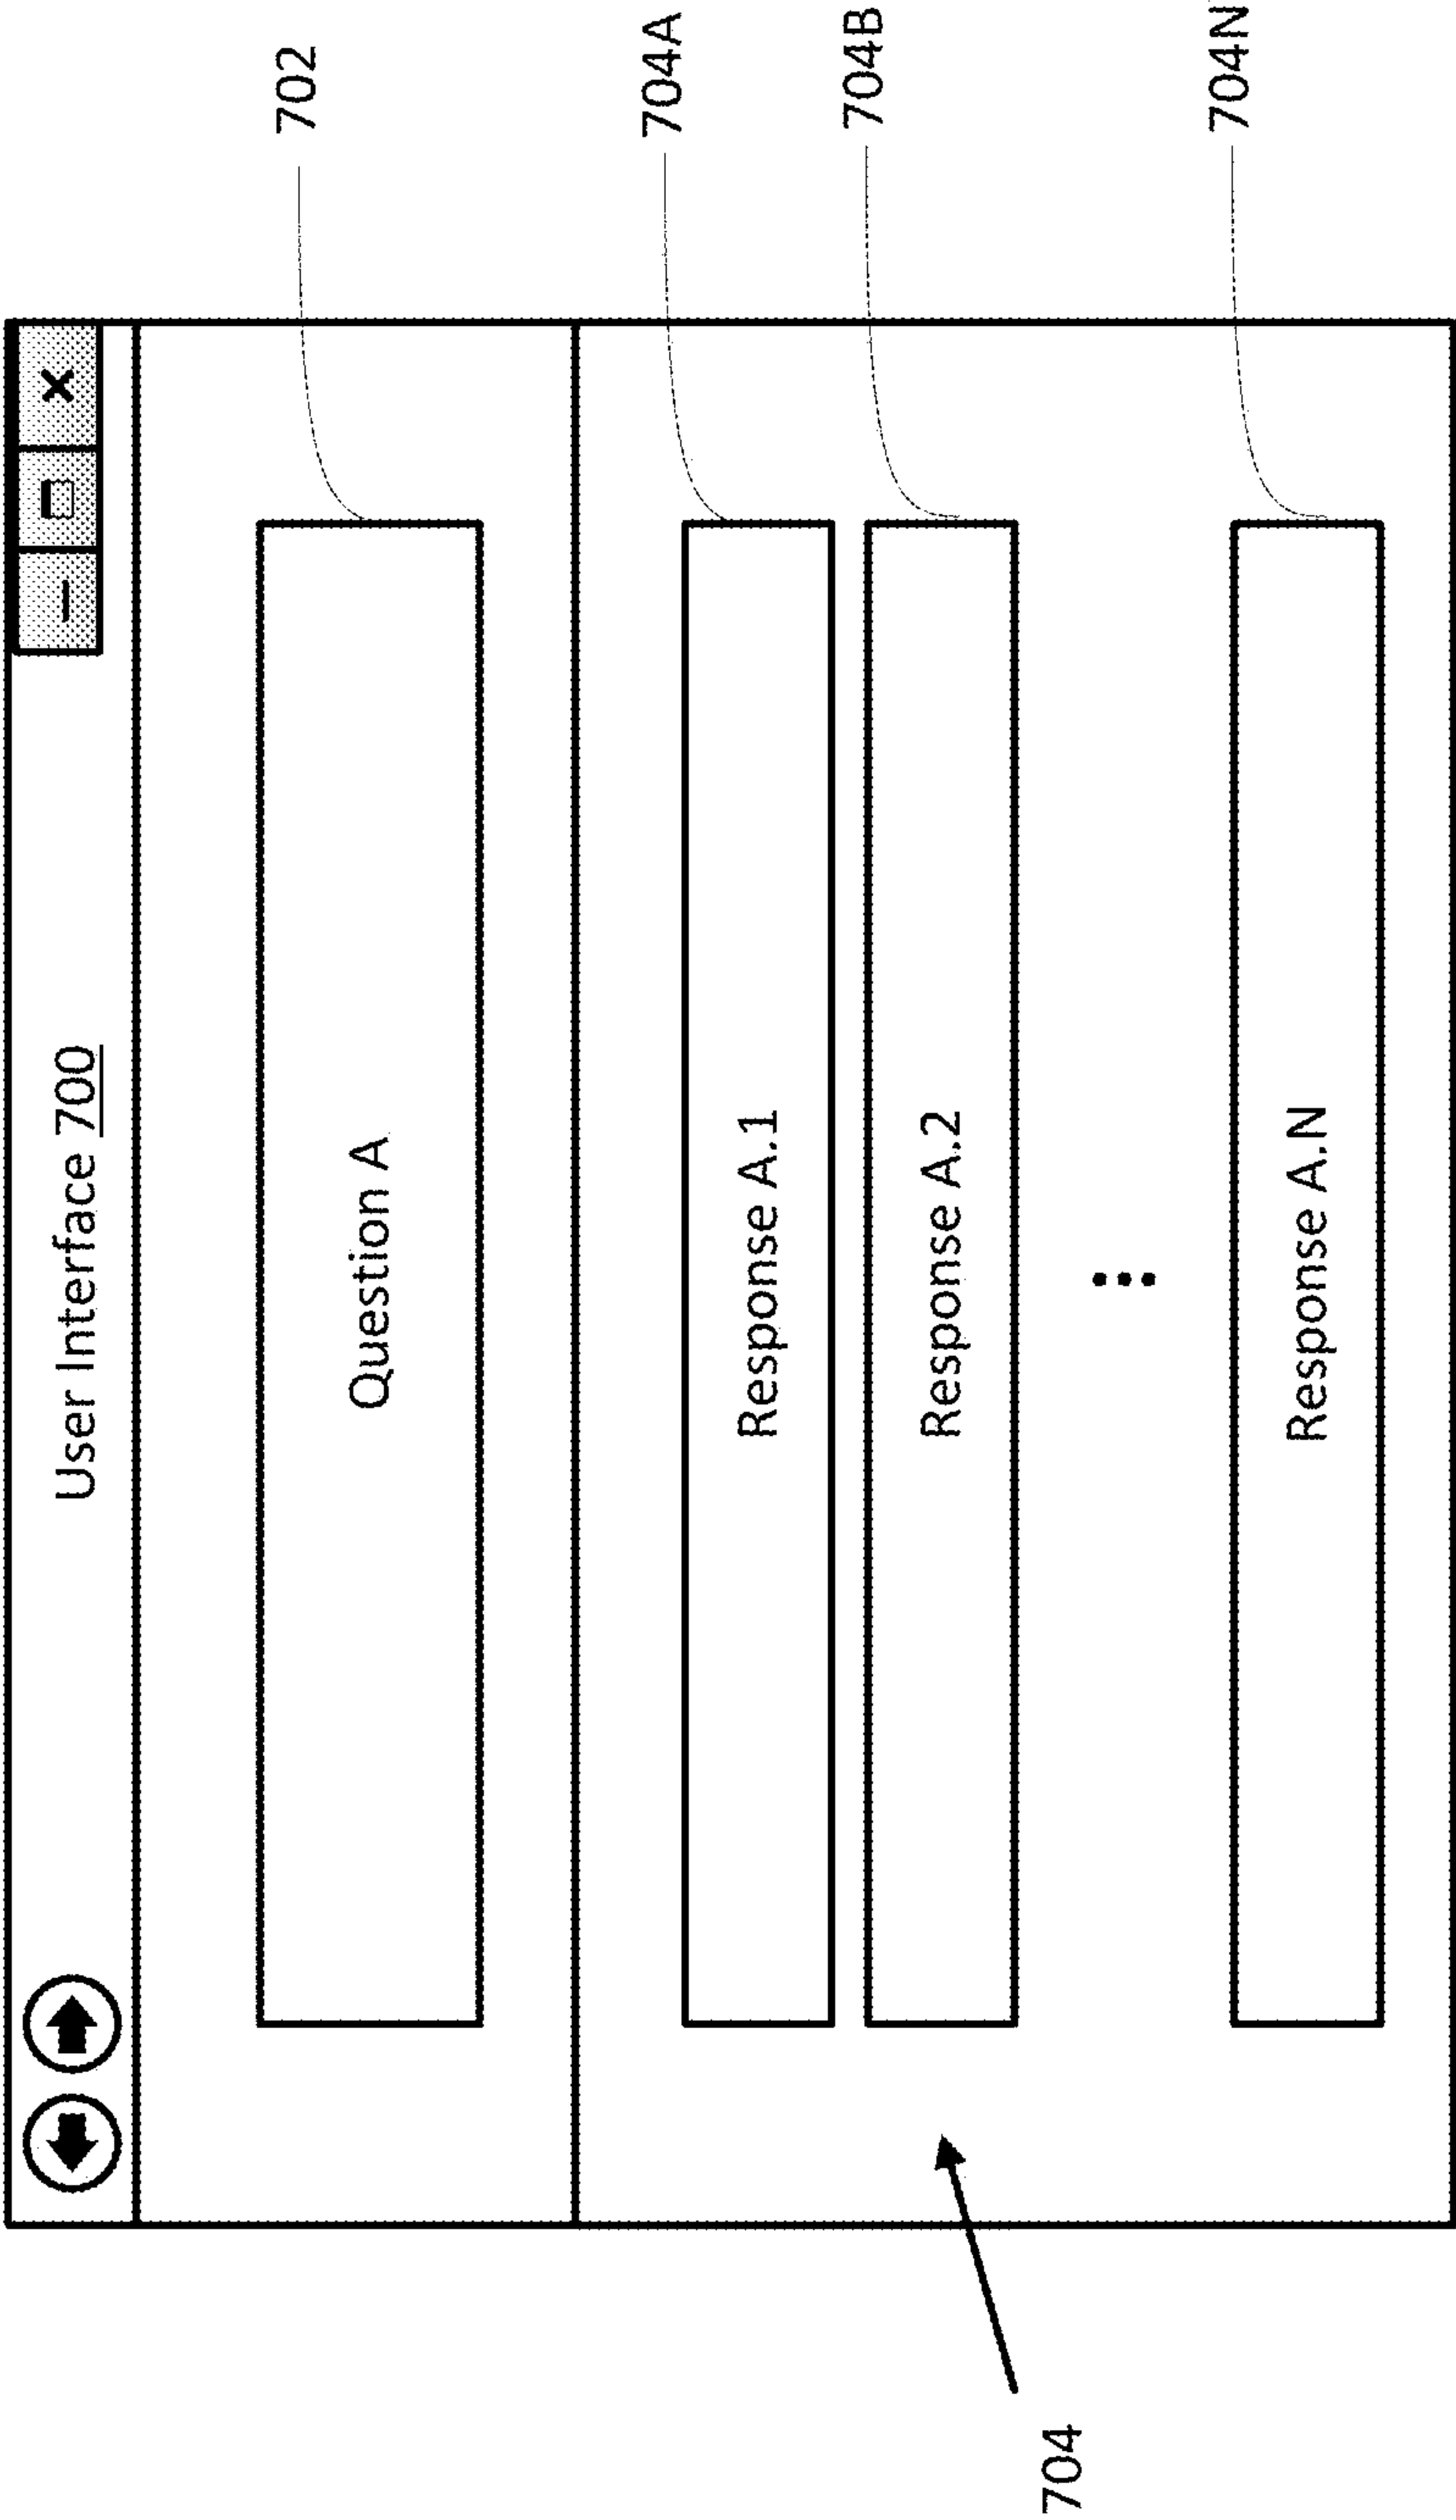 User Interface 700
Question A
702
Response A.1
704A
Response A.2
704B
Response A.N
704N
704